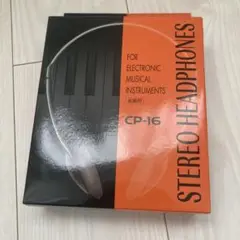 FOR
ELECTRONIC
MUSICAL
INSTRUMENTS
CP-16
STEREO HEADPHONES